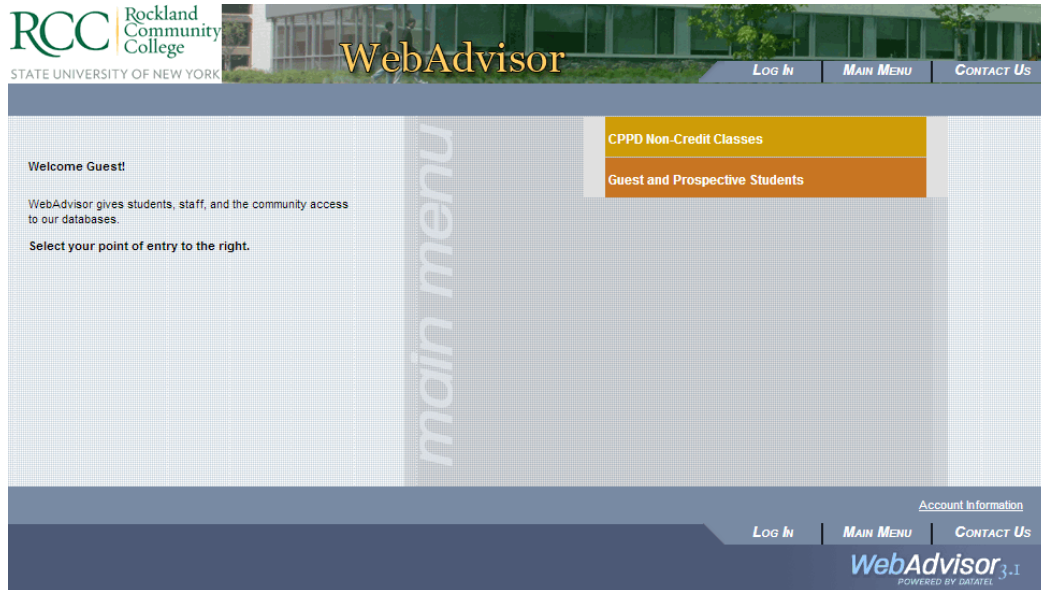 RCC Rockland
Community
College
STATE UNIVERSITY OF NEW YORK
WebAdvisor
LOG IN MAIN MENU CONTACT US
Welcome Guest!
WebAdvisor gives students, staff, and the community access
to our databases.
Select your point of entry to the right.
main menu
CPPD Non-Credit Classes
Guest and Prospective Students
Account Information
LOG IN MAIN MENU CONTACT US
WebAdvisor 3.1
POWERED BY DATATEL